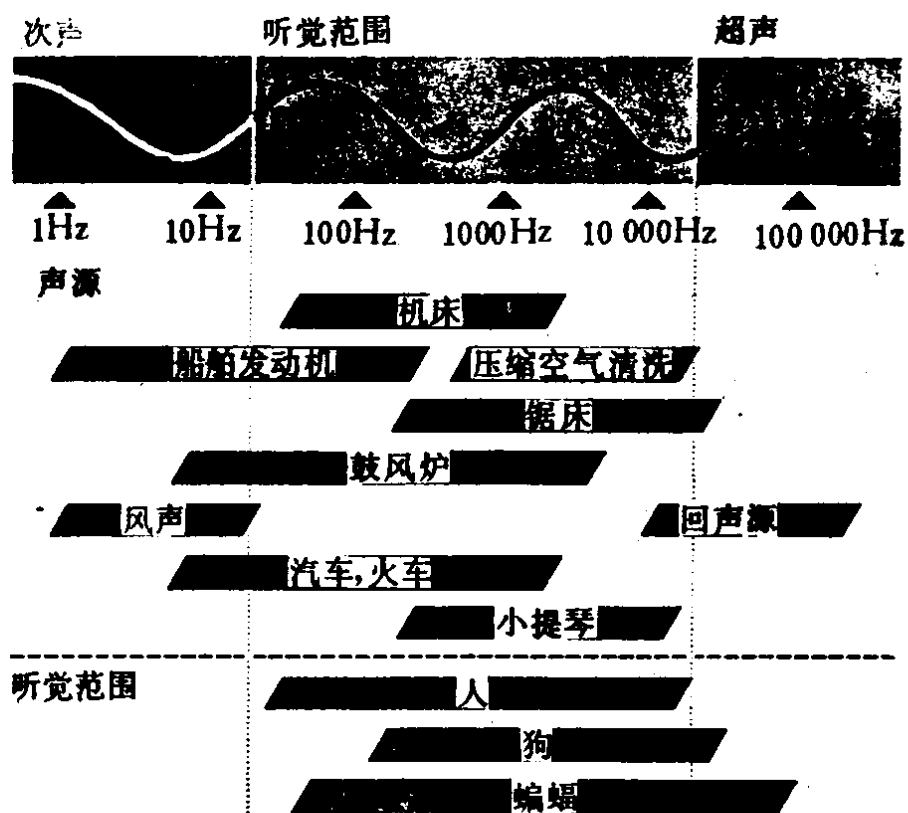 次声 听觉范围 超声
1Hz 10Hz 100Hz 1000Hz 10 000Hz 100 000Hz
声源
机床
船舶发动机 压缩空气清洗
锯床
鼓风炉
风声 回声源
汽车,火车
小提琴
听觉范围
人
狗
蝙蝠